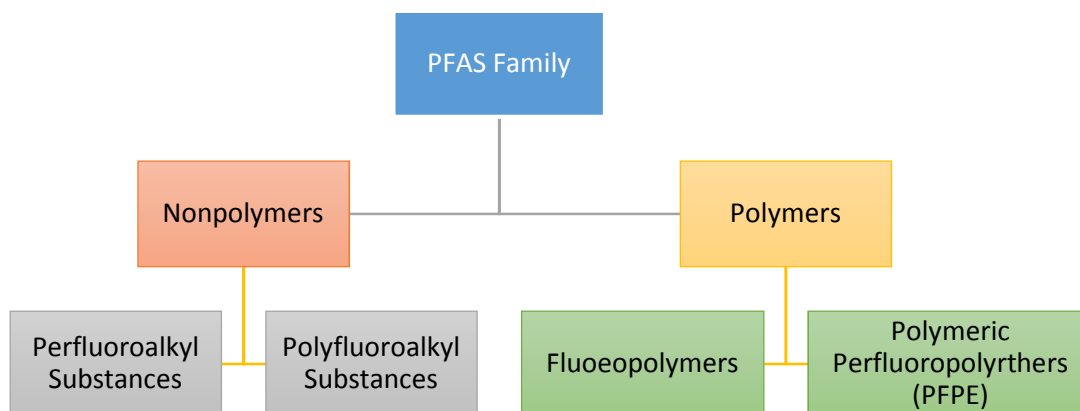 PFAS Family
Nonpolymers
Polymers
Perfluoroalkyl
Substances
Polyfluoroalkyl
Substances
Fluoeopolymers
Polymeric
Perfluoropolyrthers
(PFPE)